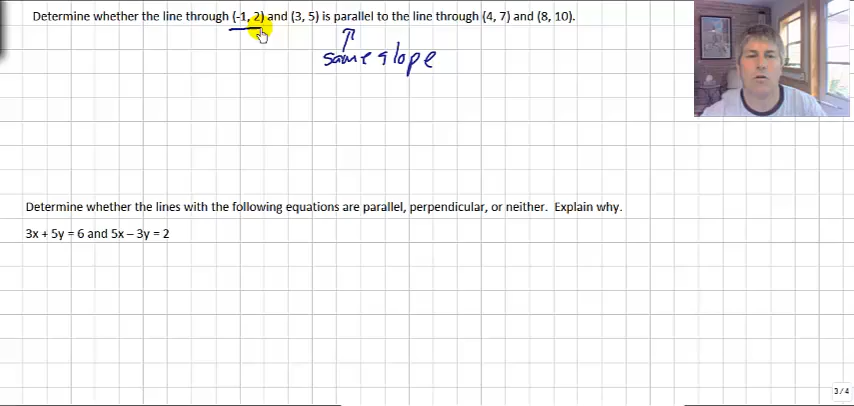 Determine whether the line through (-1, 2) and (3, 5) is parallel to the line through (4, 7) and (8, 10).
same slope
Determine whether the lines with the following equations are parallel, perpendicular, or neither. Explain why.
3x + 5y = 6 and 5x – 3y = 2
3 / 4